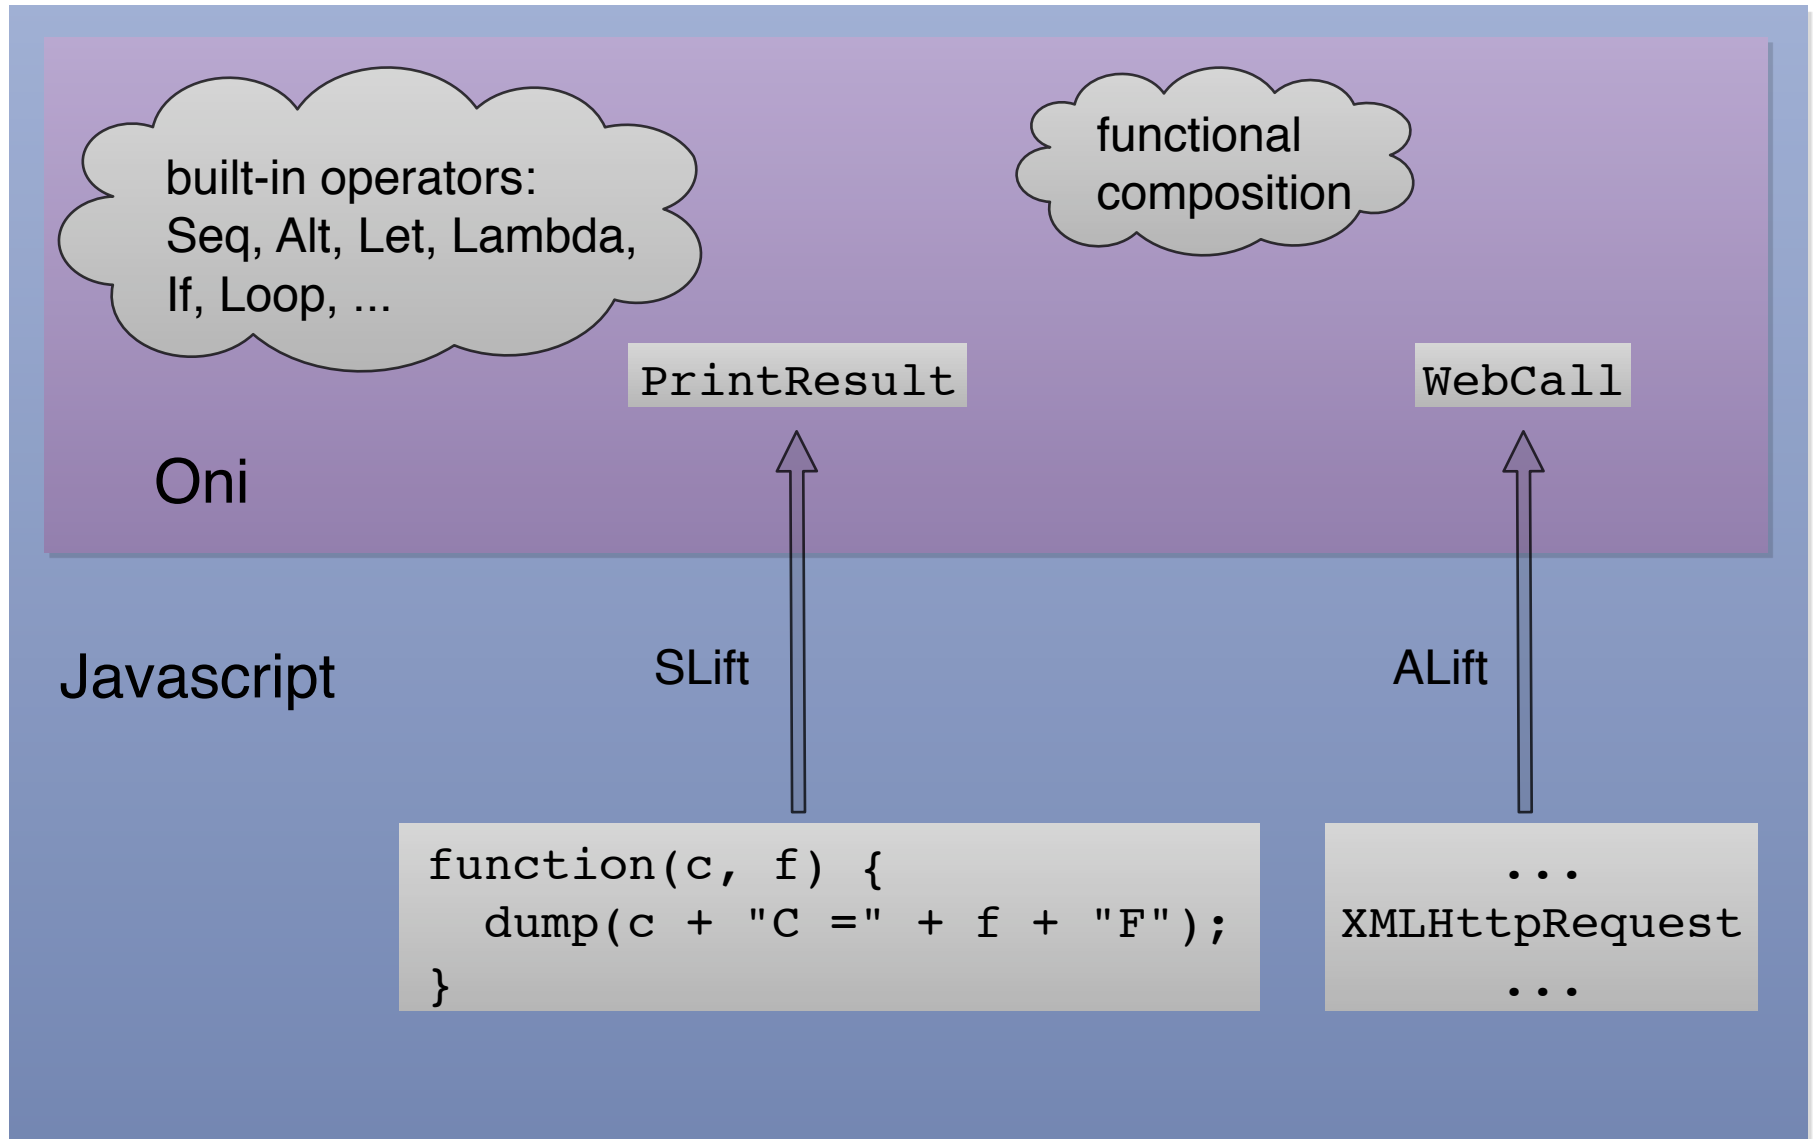 built-in operators:
Seq, Alt, Let, Lambda,
If, Loop, ...
functional
composition
PrintResult
WebCall
Oni
Javascript
SLift
ALift
function(c, f) {
  dump(c + "C =" + f + "F");
}
...
XMLHttpRequest
...